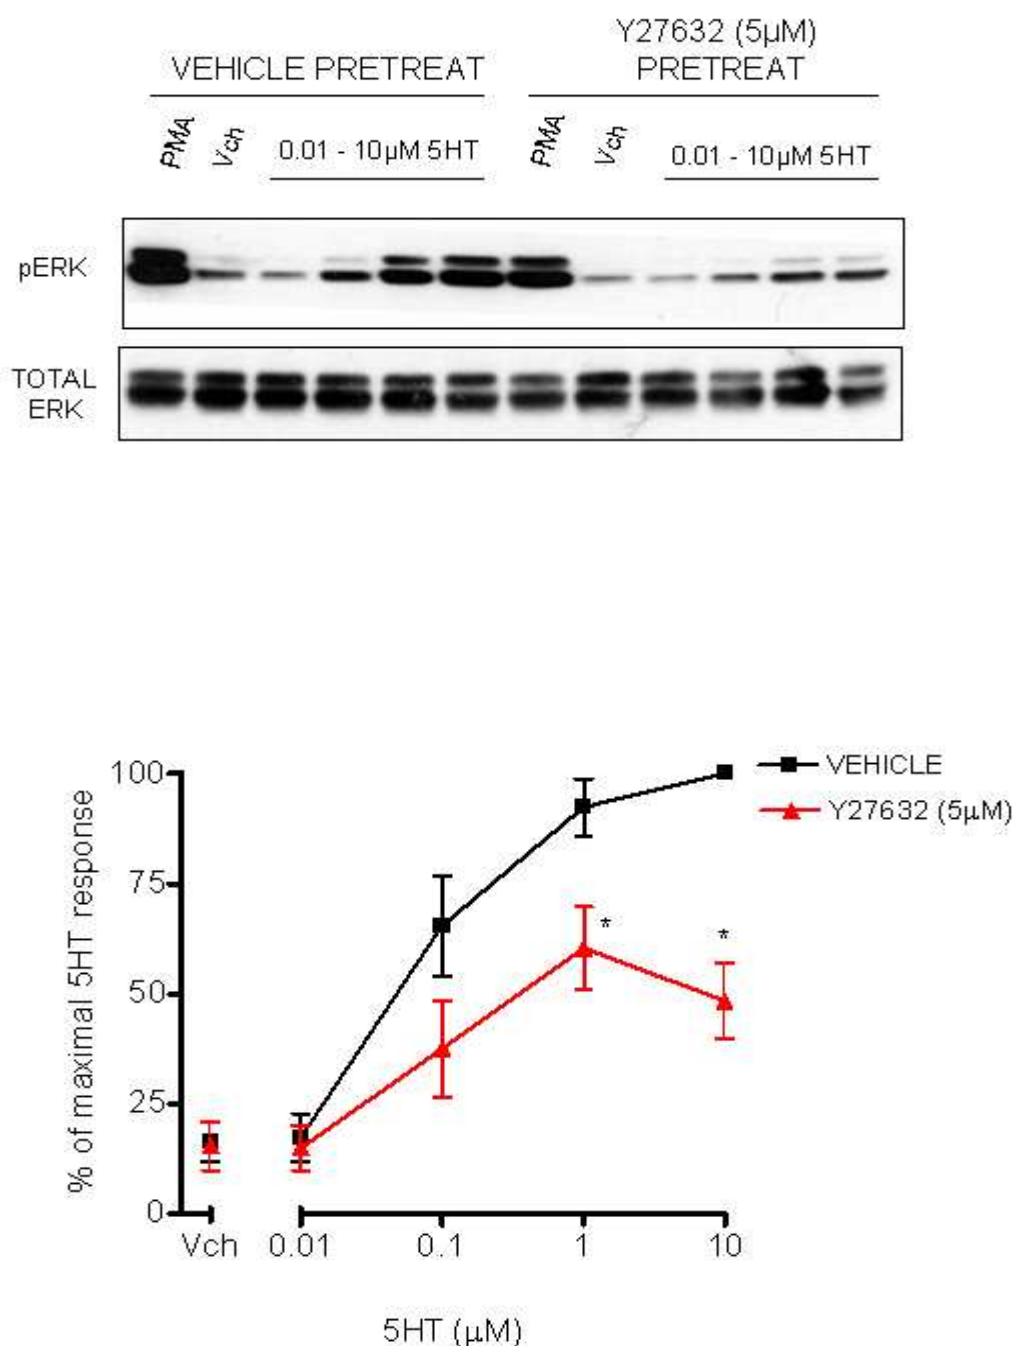 Y27632 (5µM)
VEHICLE PRETREAT
PRETREAT
PMA
Vch
0.01 - 10µM 5HT
PMA
Vch
0.01 - 10µM 5HT
pERK
TOTAL
ERK
100
75
50
25
0
% of maximal 5HT response
VEHICLE
Y27632 (5µM)
*
*
Vch 0.01 0.1 1 10
5HT (µM)